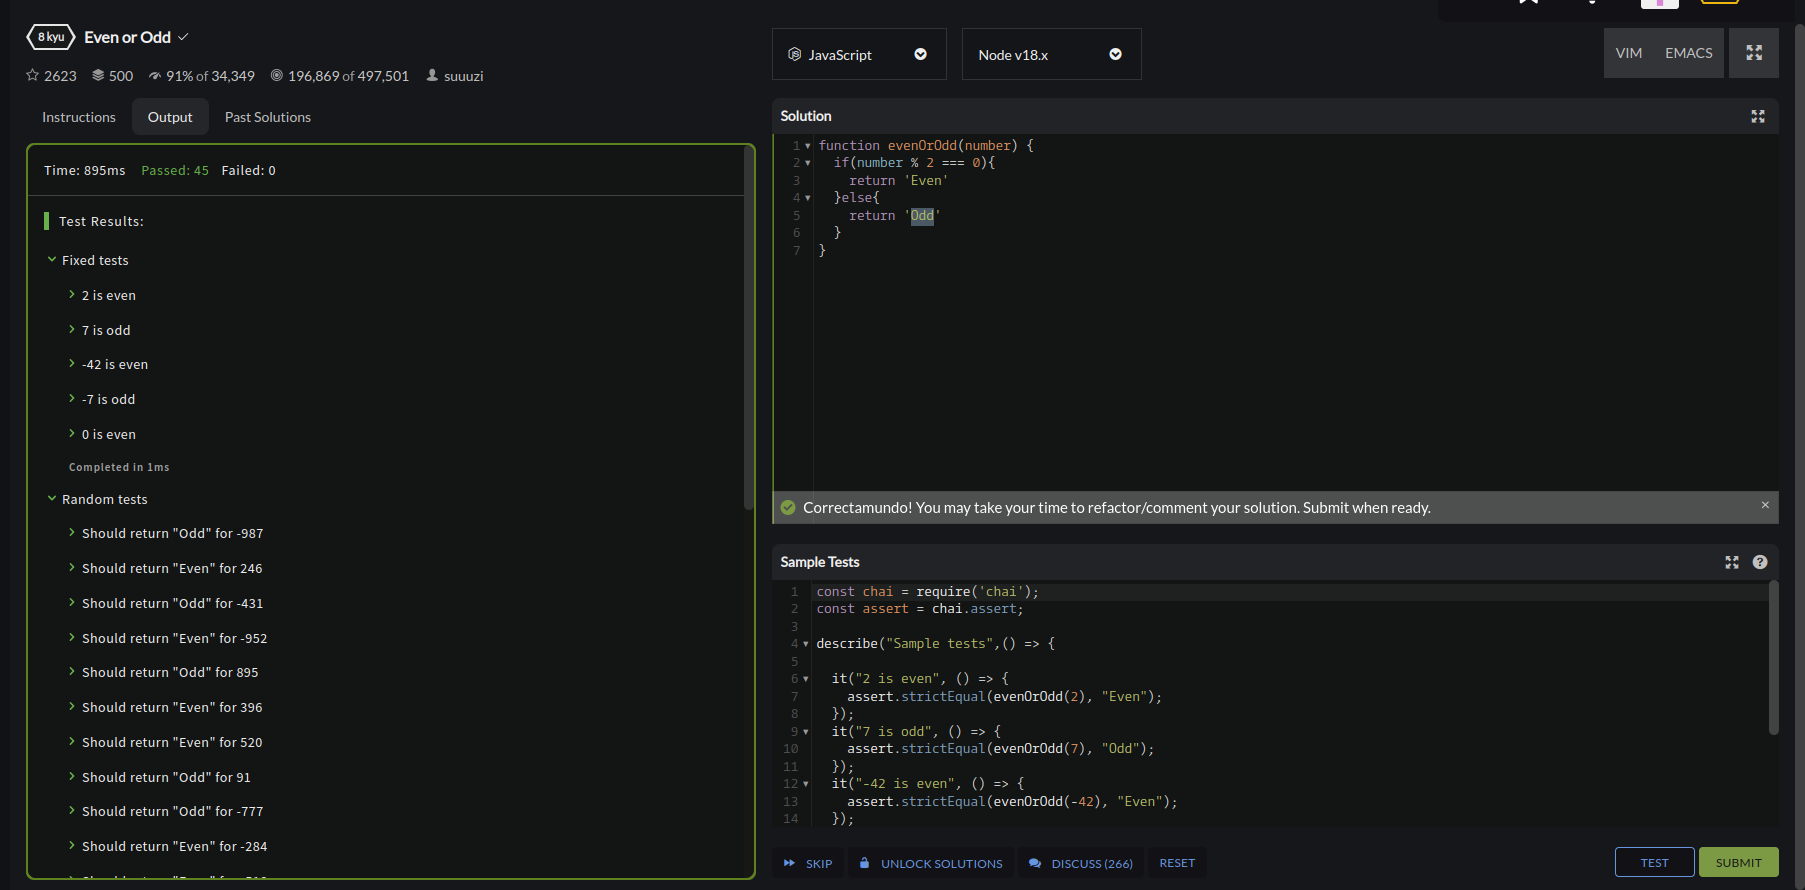 8 kyu Even or Odd
2623 500 91% of 34,349 196,869 of 497,501 suuuzi
Instructions Output Past Solutions
Time: 895ms Passed: 45 Failed: 0
Test Results:
Fixed tests
2 is even
7 is odd
-42 is even
-7 is odd
0 is even
Completed in 1ms
Random tests
Should return "Odd" for -987
Should return "Even" for 246
Should return "Odd" for -431
Should return "Even" for -952
Should return "Odd" for 895
Should return "Even" for 396
Should return "Even" for 520
Should return "Odd" for 91
Should return "Odd" for -777
Should return "Even" for -284
JavaScript Node v18.x VIM EMACS
Solution
1 function evenOrOdd(number) {
2 if(number % 2 === 0){
3 return 'Even'
4 }else{
5 return 'Odd'
6 }
7 }
Correctamundo! You may take your time to refactor/comment your solution. Submit when ready. ×
Sample Tests
1 const chai = require('chai');
2 const assert = chai.assert;
3
4 describe("Sample tests",() => {
5
6 it("2 is even", () => {
7 assert.strictEqual(evenOrOdd(2), "Even");
8 });
9 it("7 is odd", () => {
10 assert.strictEqual(evenOrOdd(7), "Odd");
11 });
12 it("-42 is even", () => {
13 assert.strictEqual(evenOrOdd(-42), "Even");
14 });
SKIP UNLOCK SOLUTIONS DISCUSS (266) RESET TEST SUBMIT